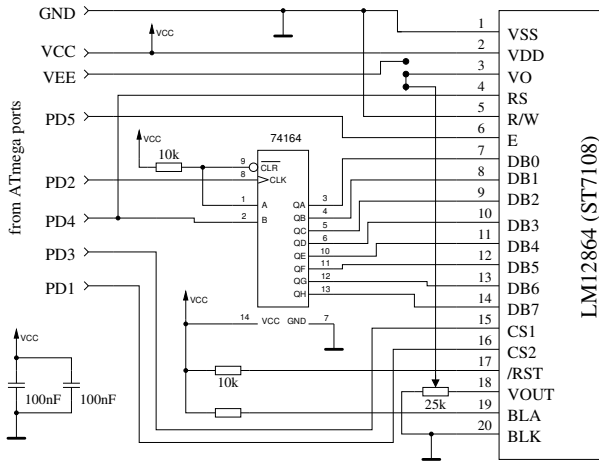 GND
VCC
VEE
PD5
PD2
PD4
PD3
PD1
from ATmega ports
VCC
VCC
10k
74164
9
CLR
8
CLK
1
A
2
B
QA
3
QB
4
QC
5
QD
6
QE
10
QF
11
QG
12
QH
13
14
VCC
GND
7
VCC
10k
25k
VCC
100nF
100nF
1
VSS
2
VDD
3
VO
4
RS
5
R/W
6
E
7
DB0
8
DB1
9
DB2
10
DB3
11
DB4
12
DB5
13
DB6
14
DB7
15
CS1
16
CS2
17
/RST
18
VOUT
19
BLA
20
BLK
LM12864 (ST7108)